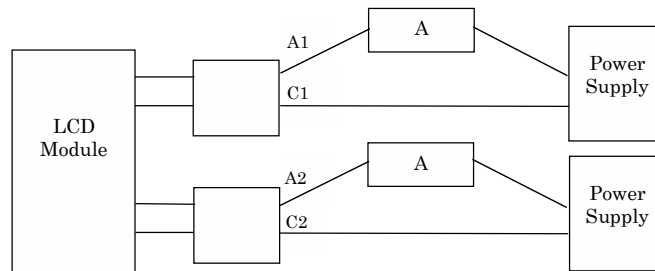 A1
A
Power
Supply
C1
LCD
Module
A2
A
Power
Supply
C2